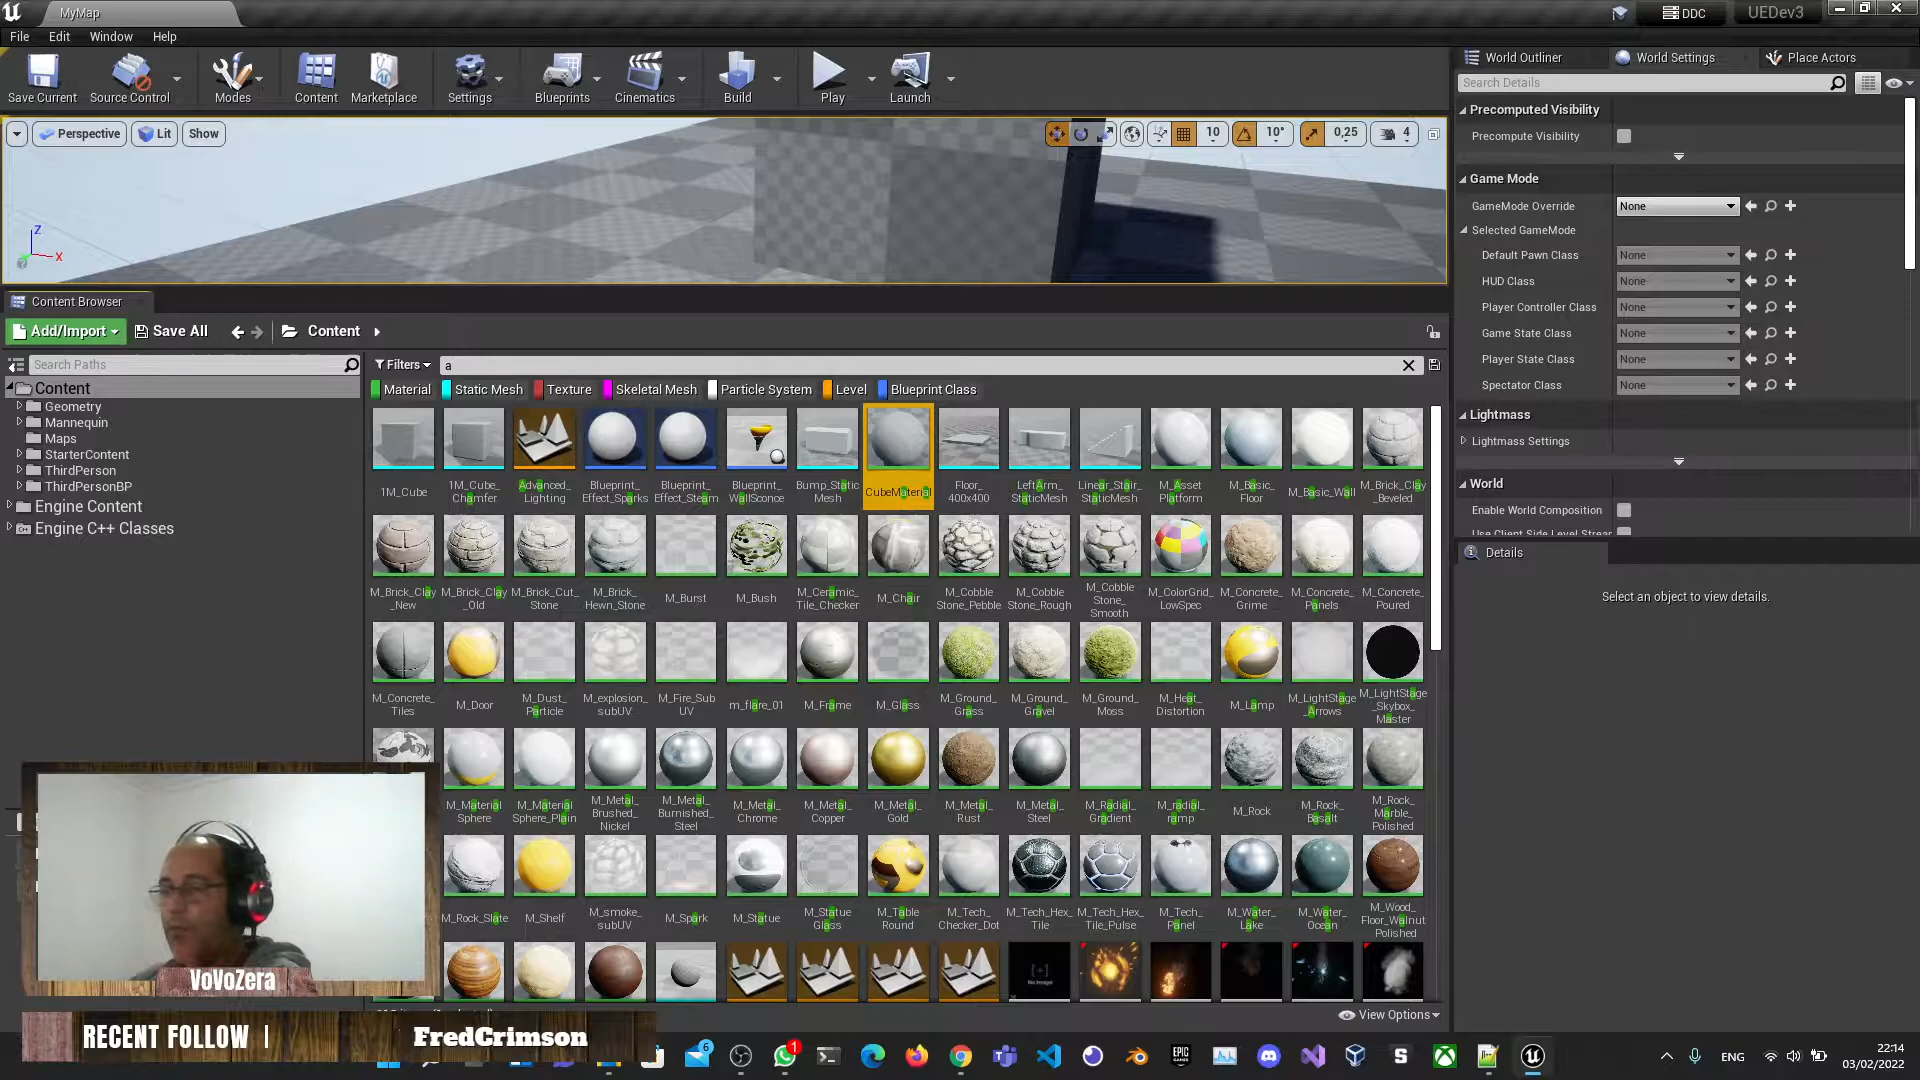 MyMap
DDC
UEDev3
File
Edit
Window
Help
Save Current
Source Control
Modes
Content
Marketplace
Settings
Blueprints
Cinematics
Build
Play
Launch
World Outliner
World Settings
Place Actors
Search Details
Perspective
Lit
Show
10
10°
0,25
4
Z
X
Precomputed Visibility
Precompute Visibility
Game Mode
GameMode Override
None
Selected GameMode
Default Pawn Class
None
HUD Class
None
Player Controller Class
None
Game State Class
None
Player State Class
None
Spectator Class
None
Lightmass
Lightmass Settings
World
Enable World Composition
Use Client Side Level Strear
Details
Select an object to view details.
Content Browser
Add/Import
Save All
Content
Search Paths
Filters
a
Content
Geometry
Mannequin
Maps
StarterContent
ThirdPerson
ThirdPersonBP
Engine Content
Engine C++ Classes
Material
Static Mesh
Texture
Skeletal Mesh
Particle System
Level
Blueprint Class
1M_Cube
1M_Cube_
Chamfer
Advanced_
Lighting
Blueprint_
Effect_Sparks
Blueprint_
Effect_Steam
Blueprint_
WallSconce
Bump_Static
Mesh
CubeMaterial
Floor_
400x400
LeftArm_
StaticMesh
Linear_Stair_
StaticMesh
M_Asset
Platform
M_Basic_
Floor
M_Basic_Wall
M_Brick_Clay
_Beveled
M_Brick_Clay
_New
M_Brick_Clay
_Old
M_Brick_Cut_
Stone
M_Brick_
Hewn_Stone
M_Burst
M_Bush
M_Ceramic_
Tile_Checker
M_Chair
M_Cobble
Stone_Pebble
M_Cobble
Stone_Rough
M_Cobble
Stone_
Smooth
M_ColorGrid_
LowSpec
M_Concrete_
Grime
M_Concrete_
Panels
M_Concrete_
Poured
M_Concrete_
Tiles
M_Door
M_Dust_
Particle
M_explosion_
subUV
M_Fire_Sub
UV
m_flare_01
M_Frame
M_Glass
M_Ground_
Grass
M_Ground_
Gravel
M_Ground_
Moss
M_Heat_
Distortion
M_Lamp
M_LightStage
_Arrows
M_LightStage
_Skybox_
Master
M_Material
Sphere
M_Material
Sphere_Plain
M_Metal_
Brushed_
Nickel
M_Metal_
Burnished_
Steel
M_Metal_
Chrome
M_Metal_
Copper
M_Metal_
Gold
M_Metal_
Rust
M_Metal_
Steel
M_Radial_
Gradient
M_radial_
ramp
M_Rock
M_Rock_
Basalt
M_Rock_
Marble_
Polished
M_Rock_Slate
M_Shelf
M_smoke_
subUV
M_Spark
M_Statue
M_Statue
Glass
M_Table
Round
M_Tech_
Checker_Dot
M_Tech_Hex_
Tile
M_Tech_Hex_
Tile_Pulse
M_Tech_
Panel
M_Water_
Lake
M_Water_
Ocean
M_Wood_
Floor_Walnut
Polished
No Image!
View Options
VoVoZera
RECENT FOLLOW
FredCrimson
6
1
EPIC
GAMES
S
ENG
22:14
03/02/2022